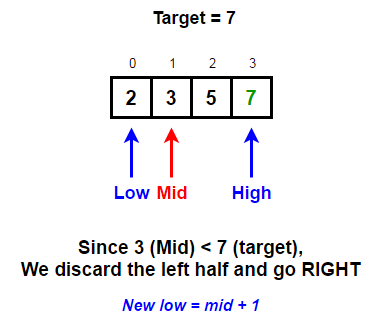 Target = 7
0 1 2 3
2 3 5 7
Low Mid High
Since 3 (Mid) < 7 (target),
We discard the left half and go RIGHT
New low = mid + 1